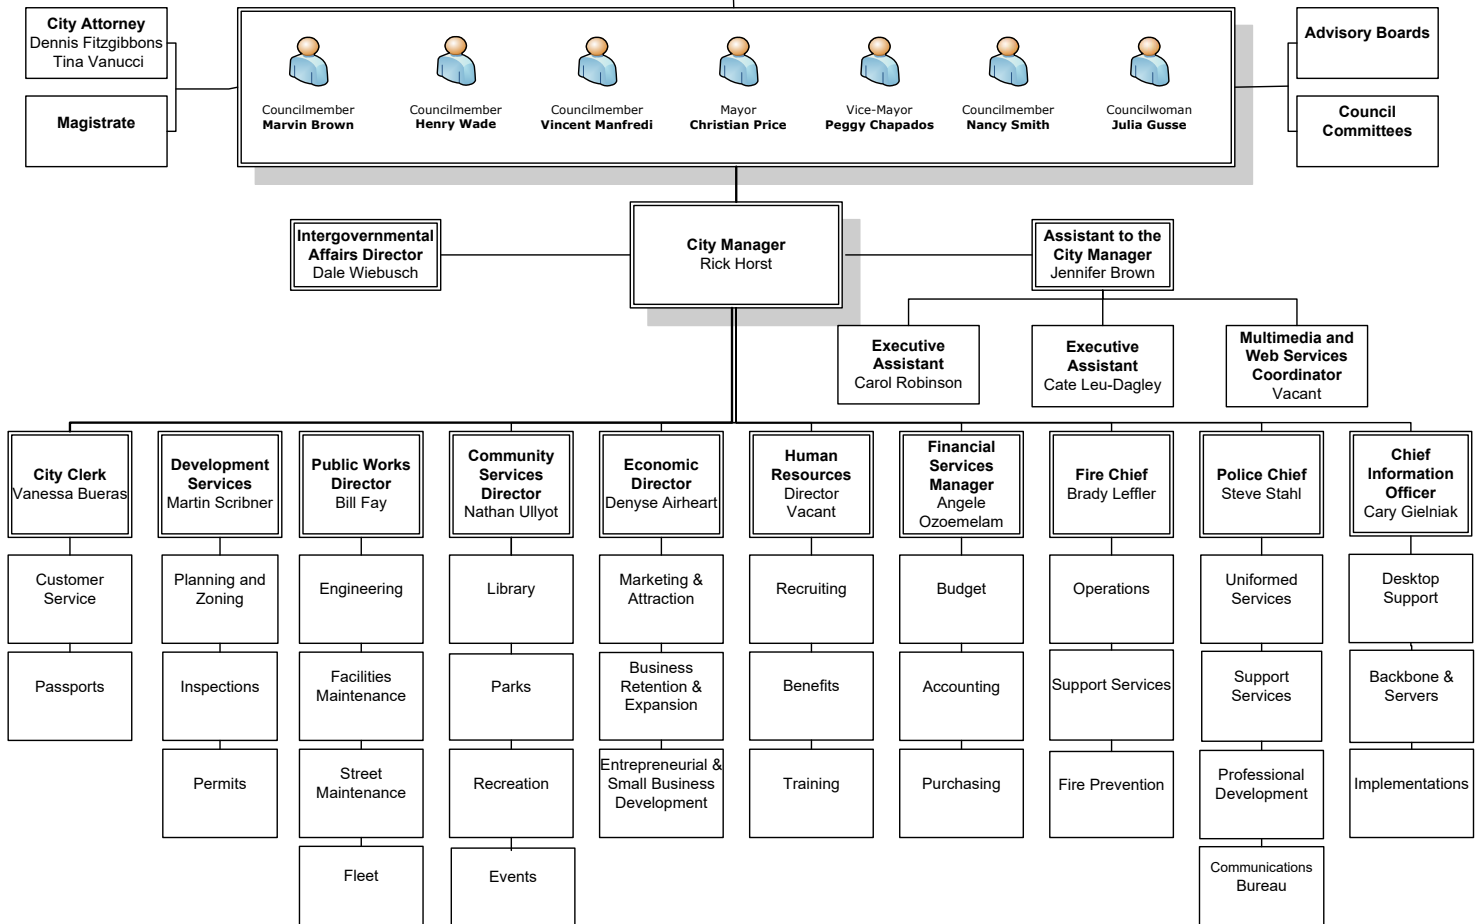 City Attorney
Dennis Fitzgibbons
Tina Vanucci
Magistrate
Councilmember
Marvin Brown
Councilmember
Henry Wade
Councilmember
Vincent Manfredi
Mayor
Christian Price
Vice-Mayor
Peggy Chapados
Councilmember
Nancy Smith
Councilwoman
Julia Gusse
Advisory Boards
Council
Committees
Intergovernmental
Affairs Director
Dale Wiebusch
City Manager
Rick Horst
Assistant to the
City Manager
Jennifer Brown
Executive
Assistant
Carol Robinson
Executive
Assistant
Cate Leu-Dagley
Multimedia and
Web Services
Coordinator
Vacant
City Clerk
Vanessa Bueras
Customer
Service
Passports
Development
Services
Martin Scribner
Planning and
Zoning
Inspections
Permits
Public Works
Director
Bill Fay
Engineering
Facilities
Maintenance
Street
Maintenance
Fleet
Community
Services
Director
Nathan Ullyot
Library
Parks
Recreation
Events
Economic
Director
Denyse Airheart
Marketing &
Attraction
Business
Retention &
Expansion
Entrepreneurial &
Small Business
Development
Human
Resources
Director
Vacant
Recruiting
Benefits
Training
Financial
Services
Manager
Angele
Ozoemelam
Budget
Accounting
Purchasing
Fire Chief
Brady Leffler
Operations
Support Services
Fire Prevention
Police Chief
Steve Stahl
Uniformed
Services
Support
Services
Professional
Development
Communications
Bureau
Chief
Information
Officer
Cary Gielniak
Desktop
Support
Backbone &
Servers
Implementations